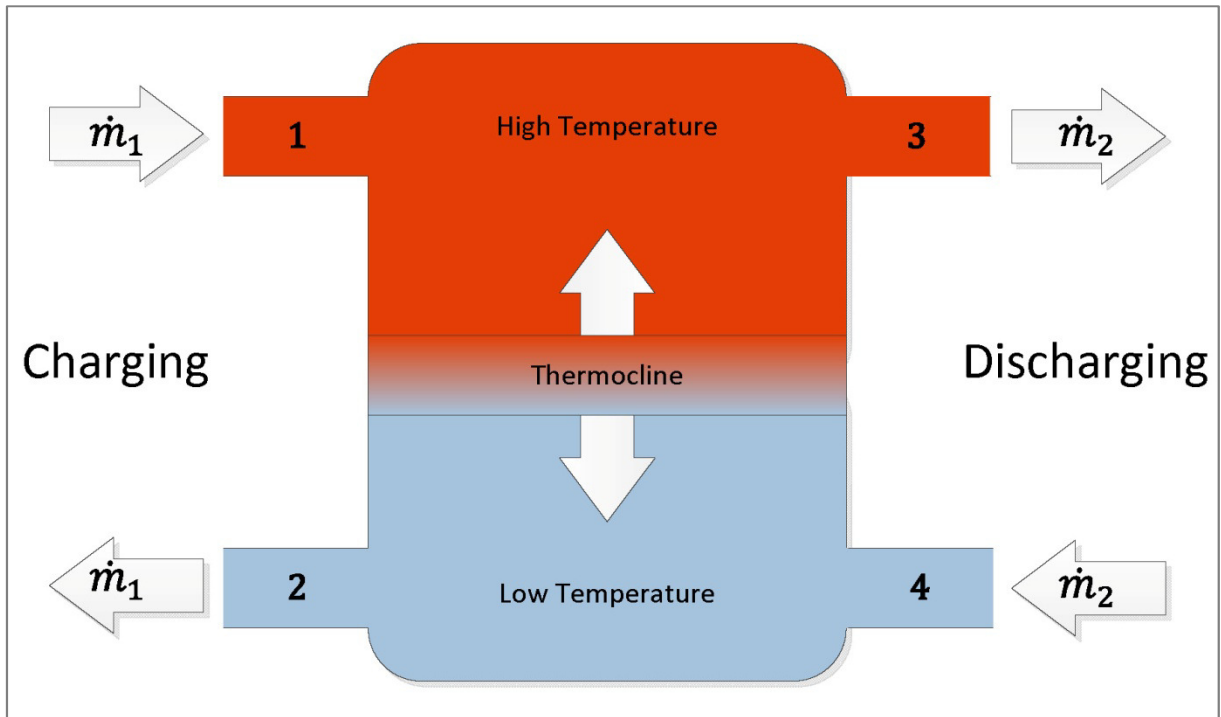 ṁ₁
1
High Temperature
3
ṁ₂
Charging
Thermocline
Discharging
ṁ₁
2
Low Temperature
4
ṁ₂